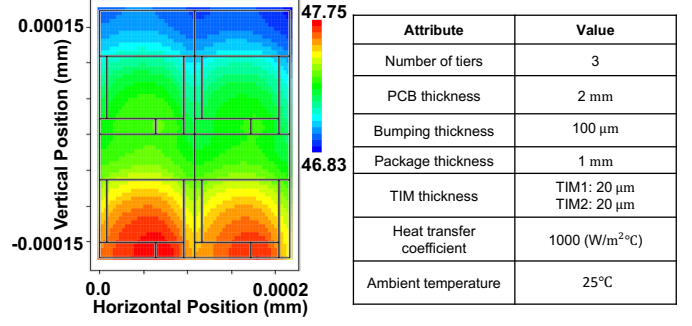 0.00015
-0.00015
Vertical Position (mm)
0.0
0.0002
Horizontal Position (mm)
47.75
46.83
Attribute Value
Number of tiers 3
PCB thickness 2 mm
Bumping thickness 100 μm
Package thickness 1 mm
TIM thickness TIM1: 20 μm
TIM2: 20 μm
Heat transfer
coefficient 1000 (W/m²℃)
Ambient temperature 25℃